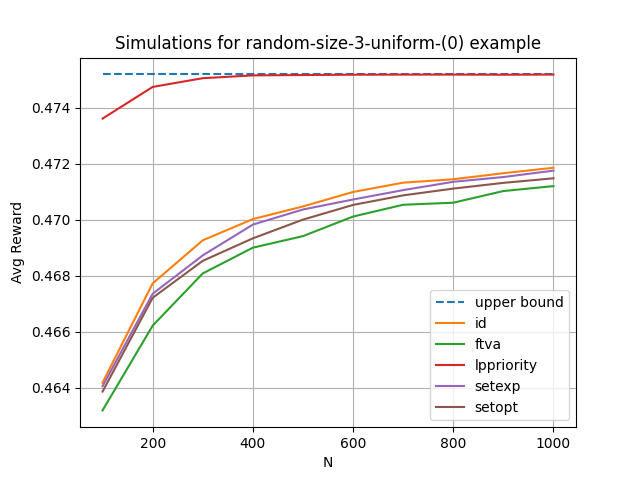 Simulations for random-size-3-uniform-(0) example
Avg Reward
0.474
0.472
0.470
0.468
0.466
0.464
200
400
600
800
1000
N
upper bound
id
ftva
lppriority
setexp
setopt